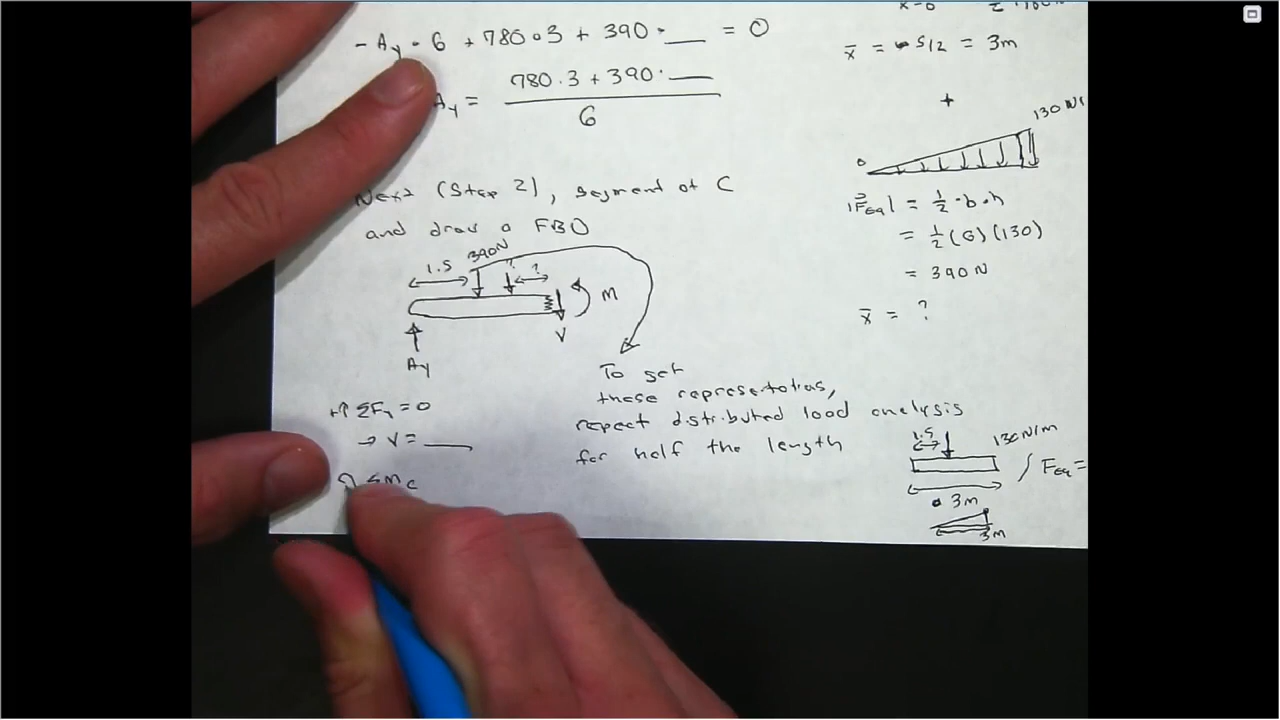 - Ay • 6 + 780 • 3 + 390 • ___ = 0
Ay = (780 • 3 + 390 • ___) / 6
Next (Step 2), segment at C
and draw a FBD
1.5
390N
?
?
M
V
Ay
To get
these representations,
repeat distributed load analysis
for half the length
+↑ ΣFy = 0
→ V = ___
ΣMC
x̄ = 6/2 = 3m
+
130 N/
0
|FEq| = 1/2 • b • h
= 1/2 (6)(130)
= 390 N
x̄ = ?
1.5
130 N/m
/ FEq =
3m
3m